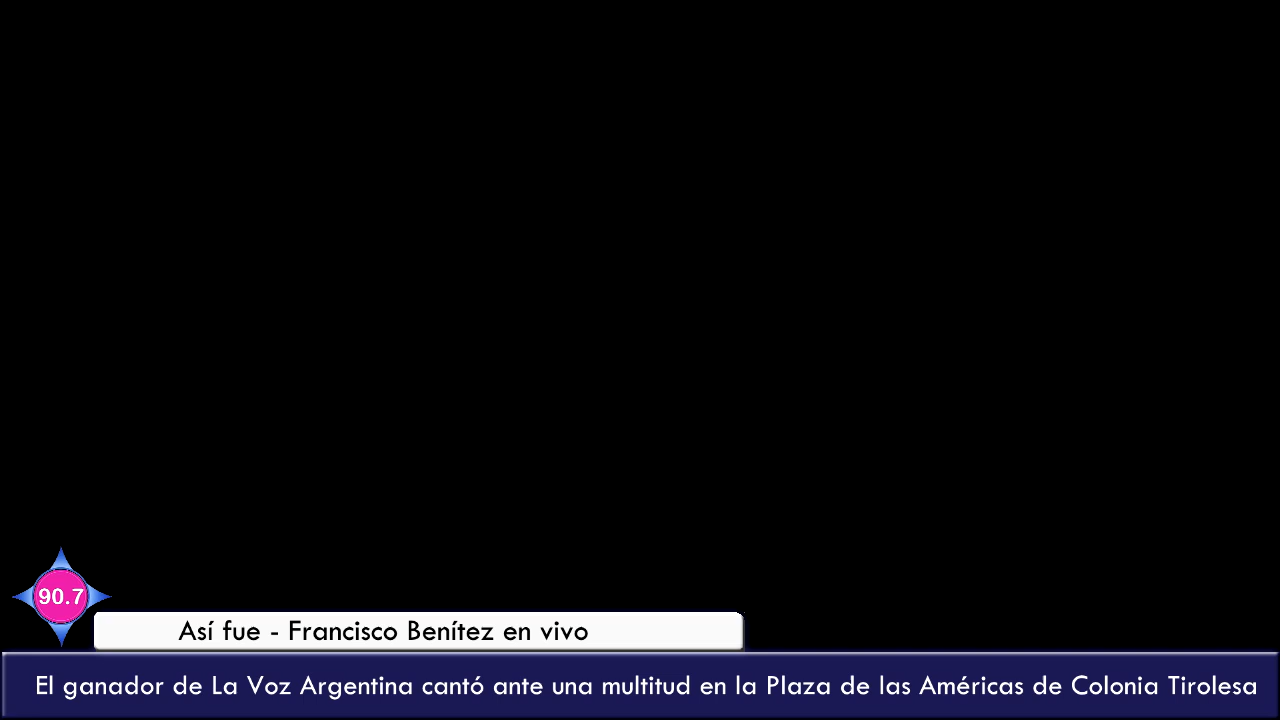 90.7
Así fue - Francisco Benítez en vivo
El ganador de La Voz Argentina cantó ante una multitud en la Plaza de las Américas de Colonia Tirolesa